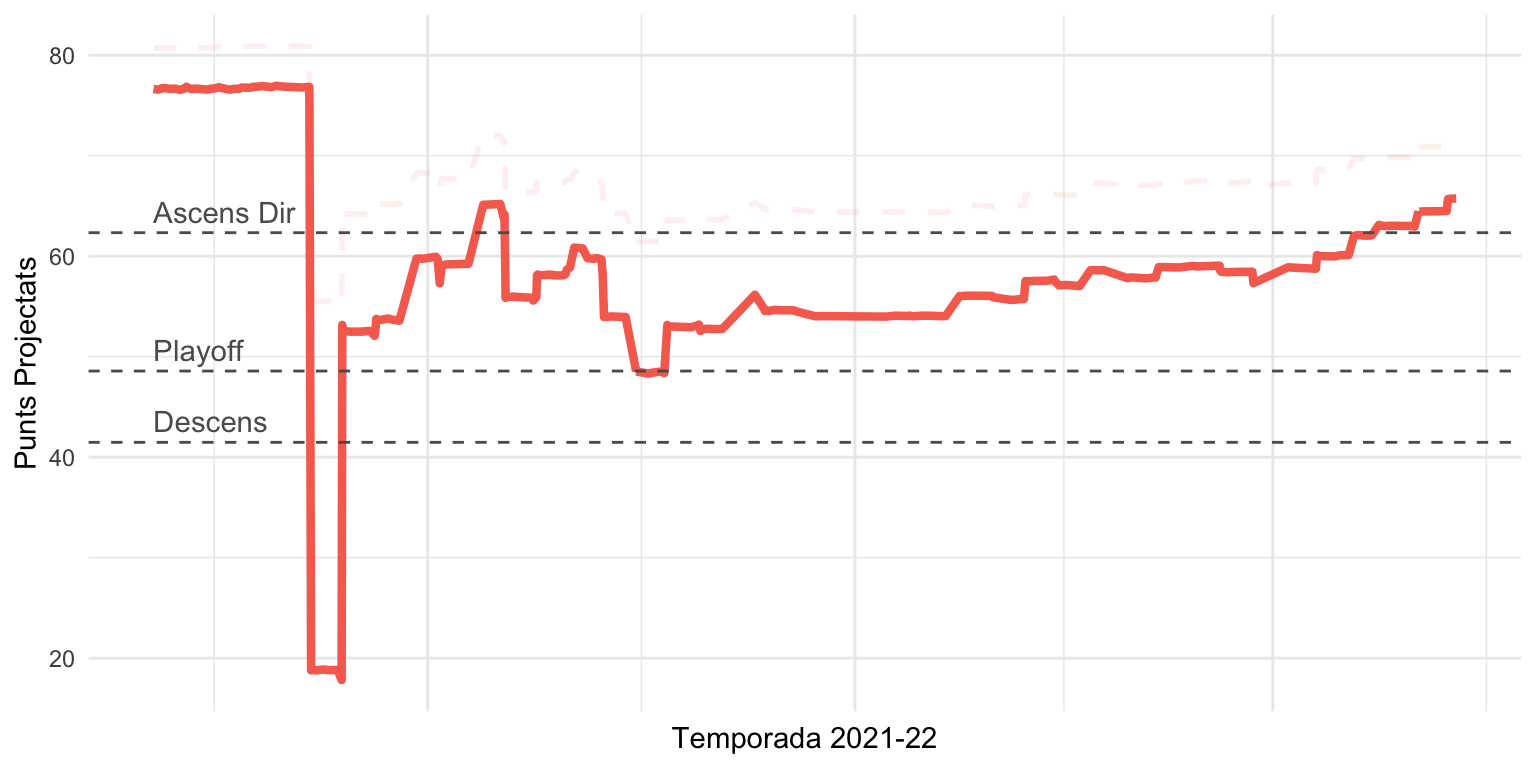 80
60
40
20
Punts Projectats
Ascens Dir
Playoff
Descens
Temporada 2021-22